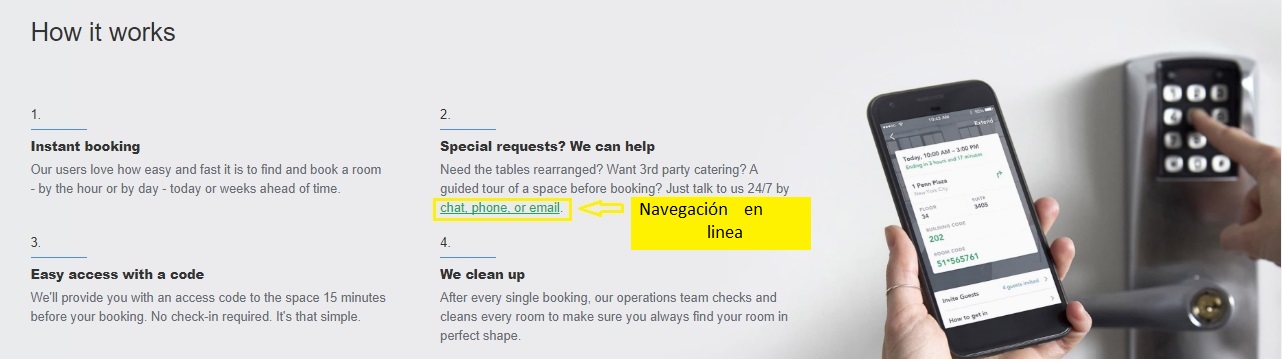 How it works
1.
Instant booking
Our users love how easy and fast it is to find and book a room
- by the hour or by day - today or weeks ahead of time.
2.
Special requests? We can help
Need the tables rearranged? Want 3rd party catering? A
guided tour of a space before booking? Just talk to us 24/7 by
chat, phone, or email.
Navegación en
linea
3.
Easy access with a code
We'll provide you with an access code to the space 15 minutes
before your booking. No check-in required. It's that simple.
4.
We clean up
After every single booking, our operations team checks and
cleans every room to make sure you always find your room in
perfect shape.
10:43 AM
Extend
Today, 10:00 AM – 3:00 PM
Ending in 3 hours and 17 minutes
1 Penn Plaza
New York City
FLOOR SUITE
34 3405
BUILDING CODE
202
ROOM CODE
51*565761
Invite Guests 4 guests invited
How to get in